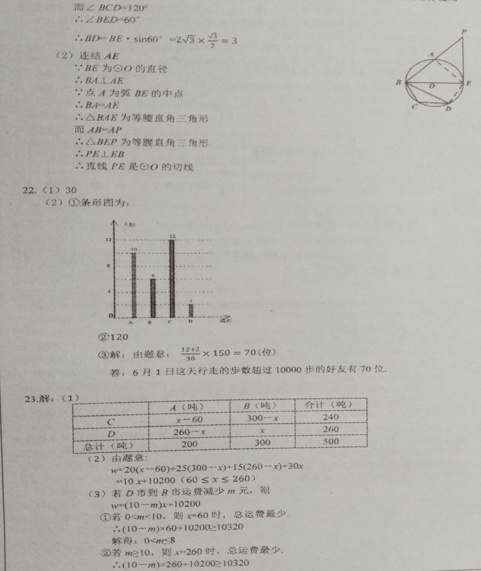 而∠BCD=120°
∴∠BED=60°
∴BD=BE·sin60°=2√3×√3/2=3
（2）连结AE
∵BE为⊙O的直径
∴BA⊥AE
∵点A为弧BE的中点
∴BA=AE
∴△BAE为等腰直角三角形
而AB=AP
∴△BEP为等腰直角三角形
∴PE⊥EB
∴直线PE是⊙O的切线
P
A
B
O
E
C
D
22.（1）30
（2）①条形图为：
人数
12
12
10
8
6
4
2
0
A B C D
②120
③解：由题意，(12+2)/30×150=70(位)
答：6月1日这天行走的步数超过10000步的好友有70位.
23.解：（1）
A（吨） B（吨） 合计（吨）
C x−60 300−x 240
D 260−x x 260
总计（吨） 200 300 500
（2）由题意:
w=20(x−60)+25(300−x)+15(260−x)+30x
=10x+10200（60≤x≤260）
（3）若D市到B市运费减少m元，则
w=(10−m)x+10200
①若0<m<10，则x=60时，总运费最少.
∴(10−m)×60+10200≥10320
解得：0<m≤8
②若m≥10，则x=260时，总运费最少.
∴(10−m)×260+10200≥10320